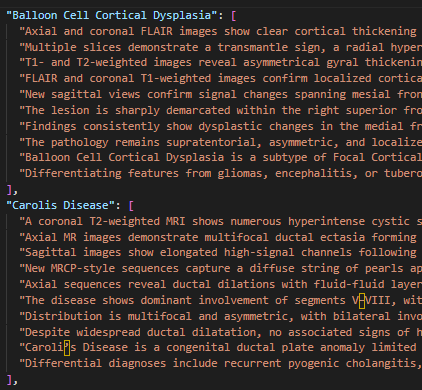 "Balloon Cell Cortical Dysplasia": [
"Axial and coronal FLAIR images show clear cortical thickening
"Multiple slices demonstrate a transmantle sign, a radial hyper
"T1- and T2-weighted images reveal asymmetrical gyral thickenin
"FLAIR and coronal T1-weighted images confirm localized cortica
"New sagittal views confirm signal changes spanning mesial fron
"The lesion is sharply demarcated within the right superior fro
"Findings consistently show dysplastic changes in the medial fr
"The pathology remains supratentorial, asymmetric, and localize
"Balloon Cell Cortical Dysplasia is a subtype of Focal Cortical
"Differentiating features from gliomas, encephalitis, or tubero
],
"Carolis Disease": [
"A coronal T2-weighted MRI shows numerous hyperintense cystic s
"Axial MR images demonstrate multifocal ductal ectasia forming
"Sagittal images show elongated high-signal channels following
"New MRCP-style sequences capture a diffuse string of pearls ap
"Axial sequences reveal ductal dilations with fluid-fluid layer
"The disease shows dominant involvement of segments V–VIII, wit
"Distribution is multifocal and asymmetric, with bilateral invo
"Despite widespread ductal dilatation, no associated signs of h
"Caroli’s Disease is a congenital ductal plate anomaly limited
"Differential diagnoses include recurrent pyogenic cholangitis,
],